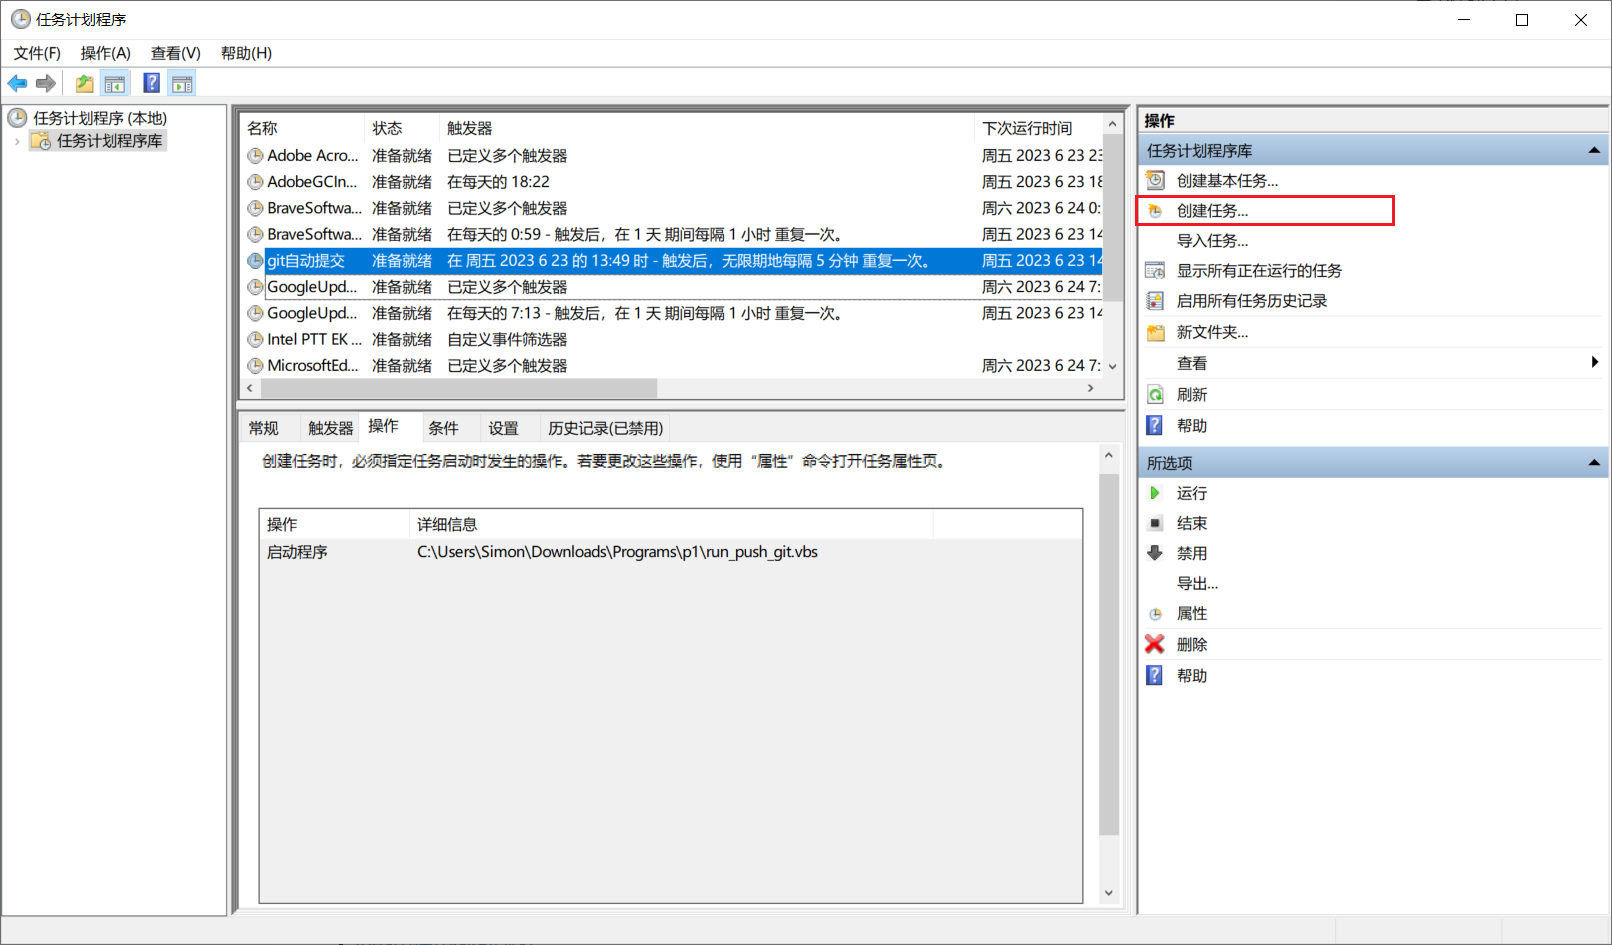 任务计划程序
文件(F) 操作(A) 查看(V) 帮助(H)
任务计划程序 (本地)
任务计划程序库
名称 状态 触发器 下次运行时间
Adobe Acro... 准备就绪 已定义多个触发器 周五 2023 6 23 23
AdobeGCIn... 准备就绪 在每天的 18:22 周五 2023 6 23 18
BraveSoftwa... 准备就绪 已定义多个触发器 周六 2023 6 24 0:
BraveSoftwa... 准备就绪 在每天的 0:59 - 触发后，在 1 天 期间每隔 1 小时 重复一次。 周五 2023 6 23 14
git自动提交 准备就绪 在 周五 2023 6 23 的 13:49 时 - 触发后，无限期地每隔 5 分钟 重复一次。 周五 2023 6 23 14
GoogleUpd... 准备就绪 已定义多个触发器 周六 2023 6 24 7:
GoogleUpd... 准备就绪 在每天的 7:13 - 触发后，在 1 天 期间每隔 1 小时 重复一次。 周五 2023 6 23 14
Intel PTT EK ... 准备就绪 自定义事件筛选器
MicrosoftEd... 准备就绪 已定义多个触发器 周六 2023 6 24 7:
常规 触发器 操作 条件 设置 历史记录(已禁用)
创建任务时，必须指定任务启动时发生的操作。若要更改这些操作，使用“属性”命令打开任务属性页。
操作 详细信息
启动程序 C:\Users\Simon\Downloads\Programs\p1\run_push_git.vbs
操作
任务计划程序库
创建基本任务...
创建任务...
导入任务...
显示所有正在运行的任务
启用所有任务历史记录
新文件夹...
查看
刷新
帮助
所选项
运行
结束
禁用
导出...
属性
删除
帮助